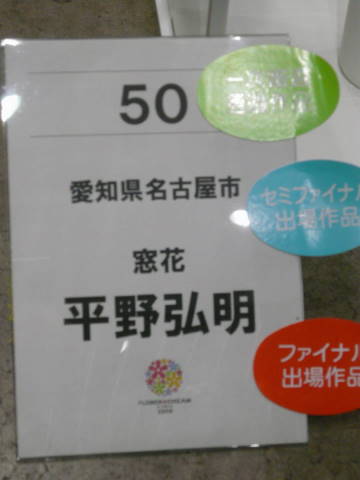 50
愛知県名古屋市
窓花
平野弘明
セミファイナル
出場作品
ファイナル
出場作品